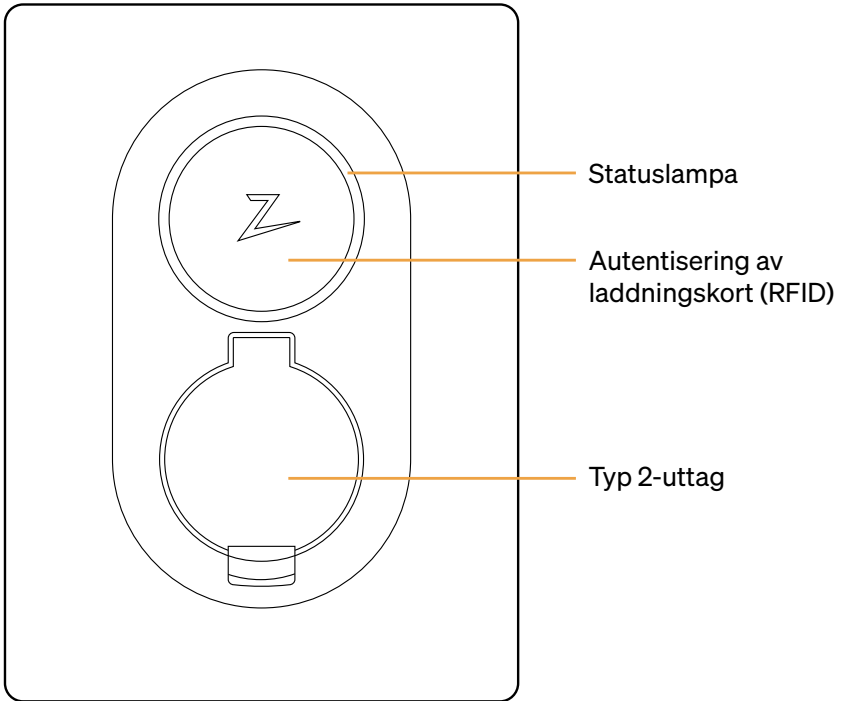 Statuslampa
Autentisering av
laddningskort (RFID)
Typ 2-uttag